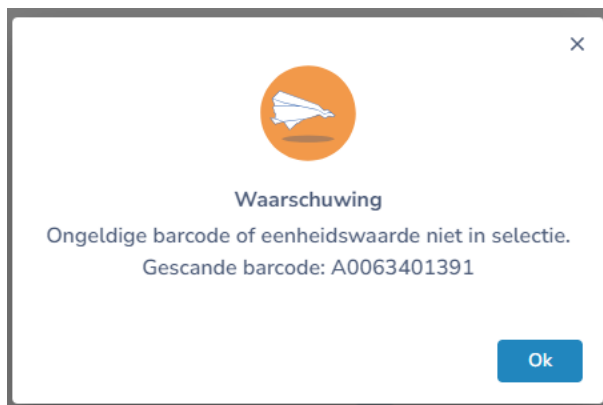 Waarschuwing
Ongeldige barcode of eenheidswaarde niet in selectie.
Gescande barcode: A0063401391
Ok